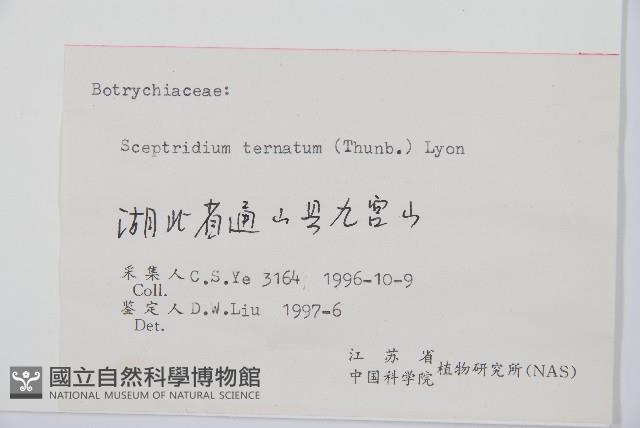 Botrychiaceae:
Sceptridium ternatum (Thunb.) Lyon
湖北省通山县九宫山
采集人 C.S.Ye 3164, 1996-10-9
Coll.
鉴定人 D.W.Liu 1997-6
Det.
江苏省
中国科学院 植物研究所(NAS)
國立自然科學博物館
NATIONAL MUSEUM OF NATURAL SCIENCE